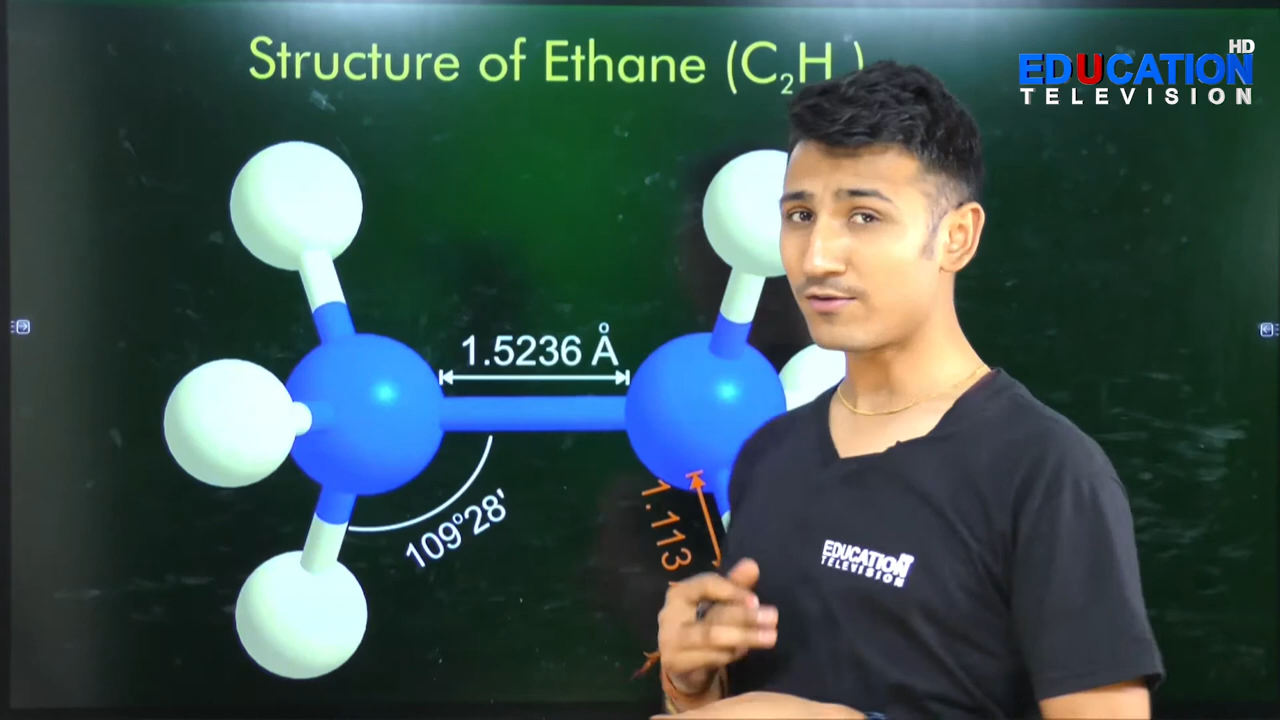 Structure of Ethane (C₂H )
HD
EDUCATION
TELEVISION
1.5236 Å
109°28'
1.113
EDUCATION
TELEVISION